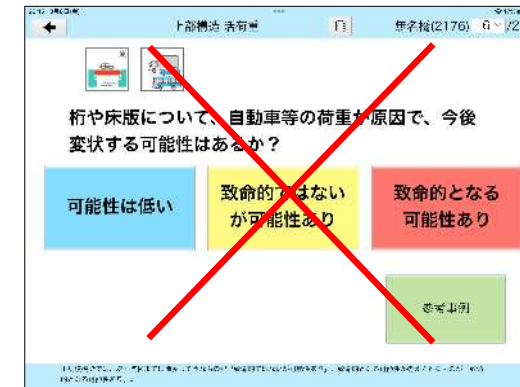 上部構造 活荷重
無名橋(2176)
桁や床版について、自動車等の荷重が原因で、今後
変状する可能性はあるか？
可能性は低い
致命的ではない
が可能性あり
致命的となる
可能性あり
参考事例